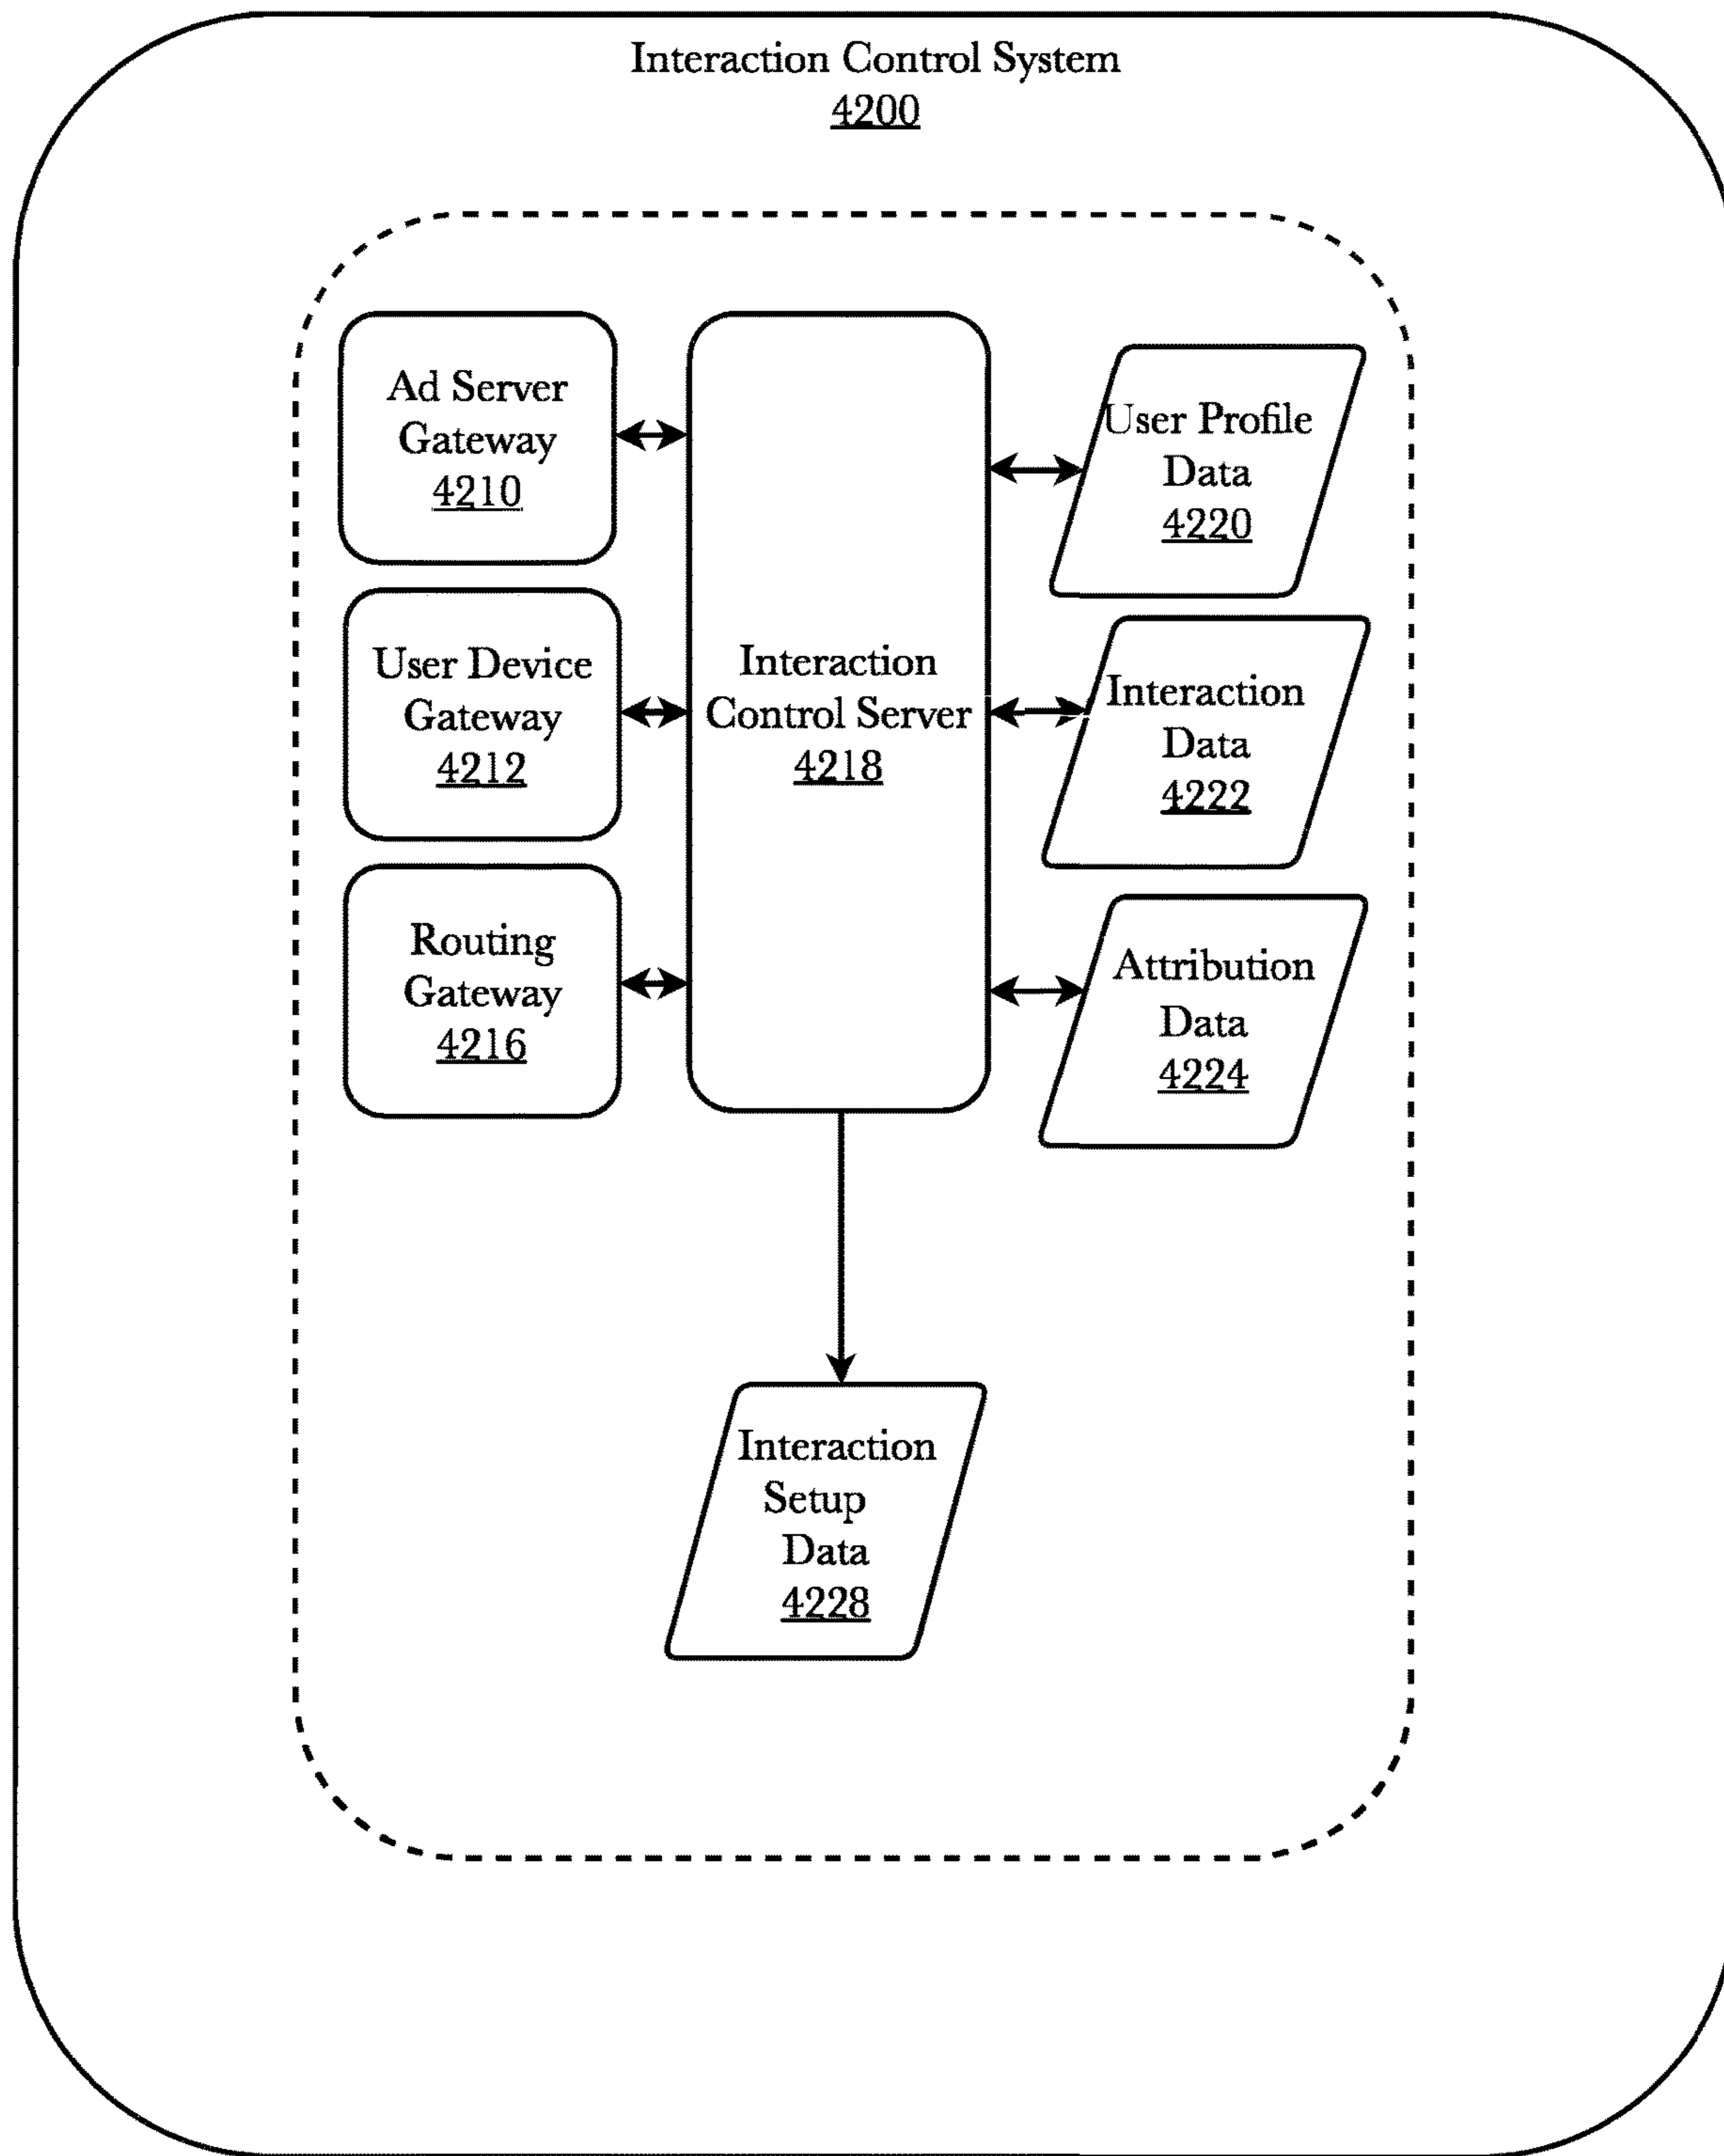 Interaction Control System
4200
Ad Server
Gateway
4210
User Device
Gateway
4212
Routing
Gateway
4216
Interaction
Control Server
4218
User Profile
Data
4220
Interaction
Data
4222
Attribution
Data
4224
Interaction
Setup
Data
4228